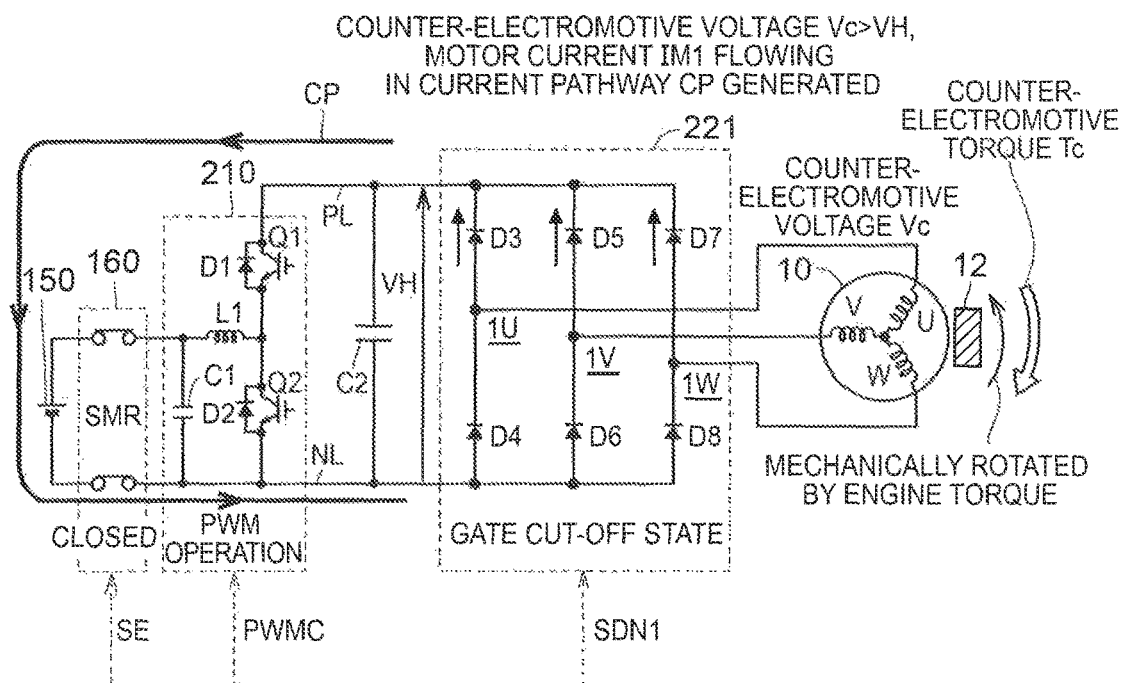 COUNTER-ELECTROMOTIVE VOLTAGE Vc>VH,
MOTOR CURRENT IM1 FLOWING
IN CURRENT PATHWAY CP GENERATED
CP
COUNTER-
ELECTROMOTIVE
TORQUE Tc
221
210
COUNTER-
ELECTROMOTIVE
VOLTAGE Vc
PL
Q1
D1
D3
D5
D7
160
150
VH
10
12
L1
1U
V
U
W
1V
C1
Q2
C2
1W
SMR
D2
D4
D6
D8
NL
MECHANICALLY ROTATED
BY ENGINE TORQUE
CLOSED
PWM
OPERATION
GATE CUT-OFF STATE
SE
PWMC
SDN1